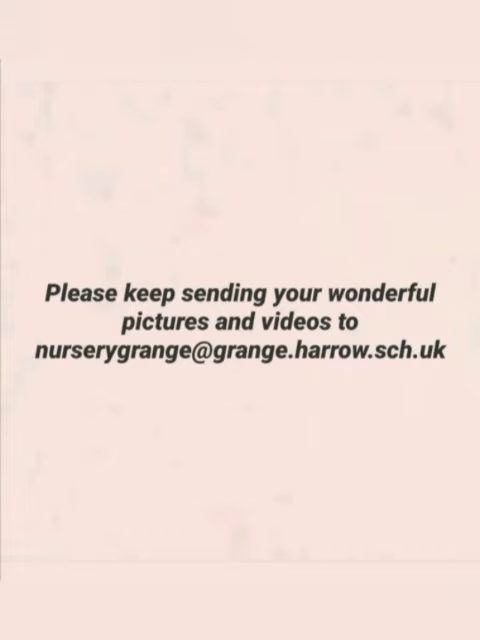 Please keep sending your wonderful
pictures and videos to
nurserygrange@grange.harrow.sch.uk